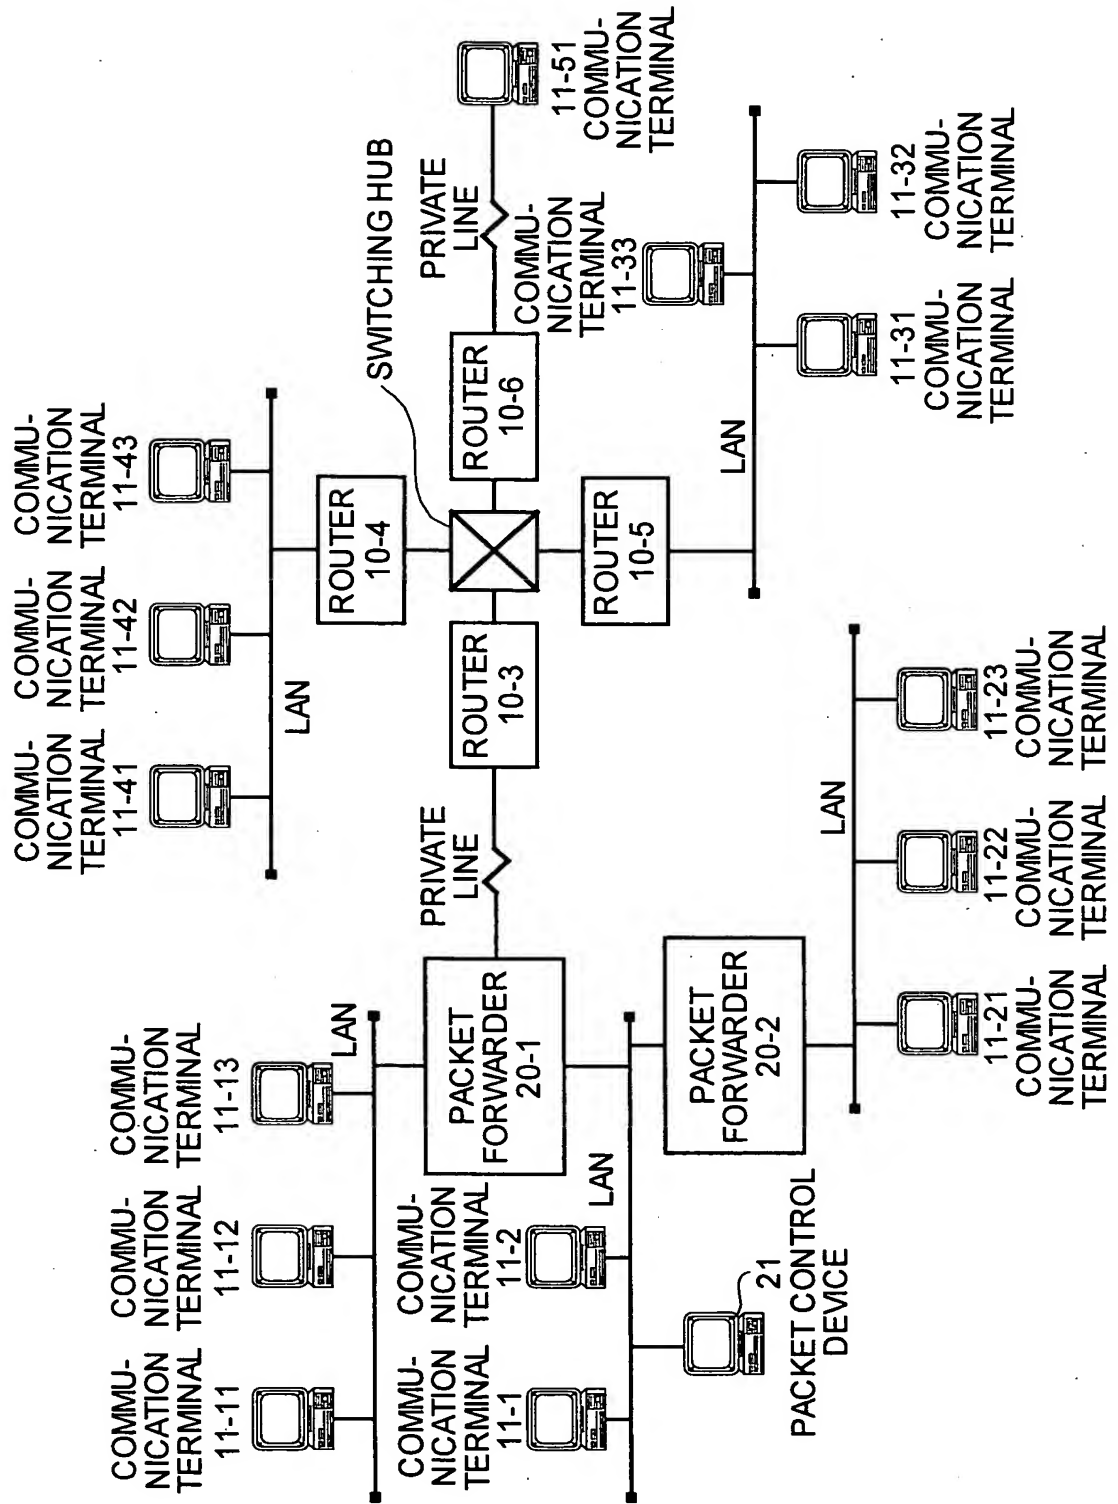 COMMU-
NICATION
TERMINAL
11-41
COMMU-
NICATION
TERMINAL
11-42
COMMU-
NICATION
TERMINAL
11-43
LAN
ROUTER
10-4
SWITCHING HUB
COMMU-
NICATION
TERMINAL
11-11
COMMU-
NICATION
TERMINAL
11-12
COMMU-
NICATION
TERMINAL
11-13
LAN
PACKET
FORWARDER
20-1
PRIVATE
LINE
ROUTER
10-3
ROUTER
10-6
PRIVATE
LINE
11-51
COMMU-
NICATION
TERMINAL
COMMU-
NICATION
TERMINAL
11-1
COMMU-
NICATION
TERMINAL
11-2
LAN
ROUTER
10-5
COMMU-
NICATION
TERMINAL
11-33
LAN
21
PACKET CONTROL
DEVICE
PACKET
FORWARDER
20-2
LAN
11-31
COMMU-
NICATION
TERMINAL
11-32
COMMU-
NICATION
TERMINAL
11-21
COMMU-
NICATION
TERMINAL
11-22
COMMU-
NICATION
TERMINAL
11-23
COMMU-
NICATION
TERMINAL